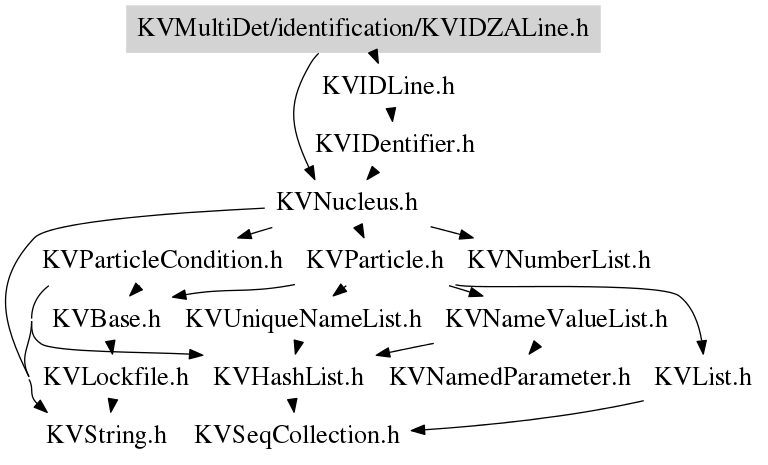 KVMultiDet/identification/KVIDZALine.h
KVIDLine.h
KVIDentifier.h
KVNucleus.h
KVParticleCondition.h KVParticle.h KVNumberList.h
KVBase.h KVUniqueNameList.h KVNameValueList.h
KVLockfile.h KVHashList.h KVNamedParameter.h KVList.h
KVString.h KVSeqCollection.h